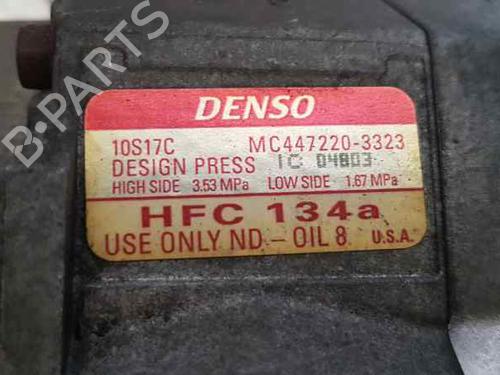 B-PARTS
DENSO
10S17C MC447220-3323
DESIGN PRESS IC 04803
HIGH SIDE 3.53 MPa LOW SIDE 1.67 MPa
HFC 134a
USE ONLY ND-OIL 8 U.S.A.